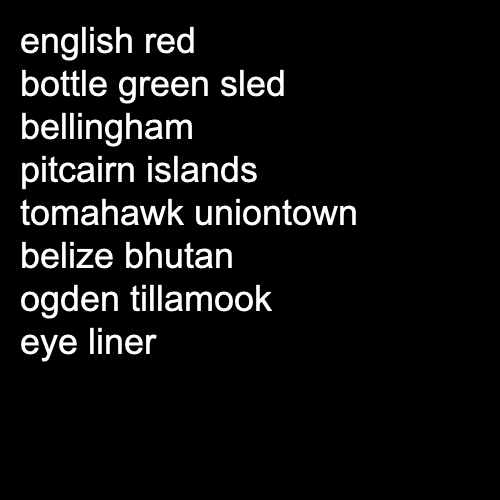 english red
bottle green sled
bellingham
pitcairn islands
tomahawk uniontown
belize bhutan
ogden tillamook
eye liner